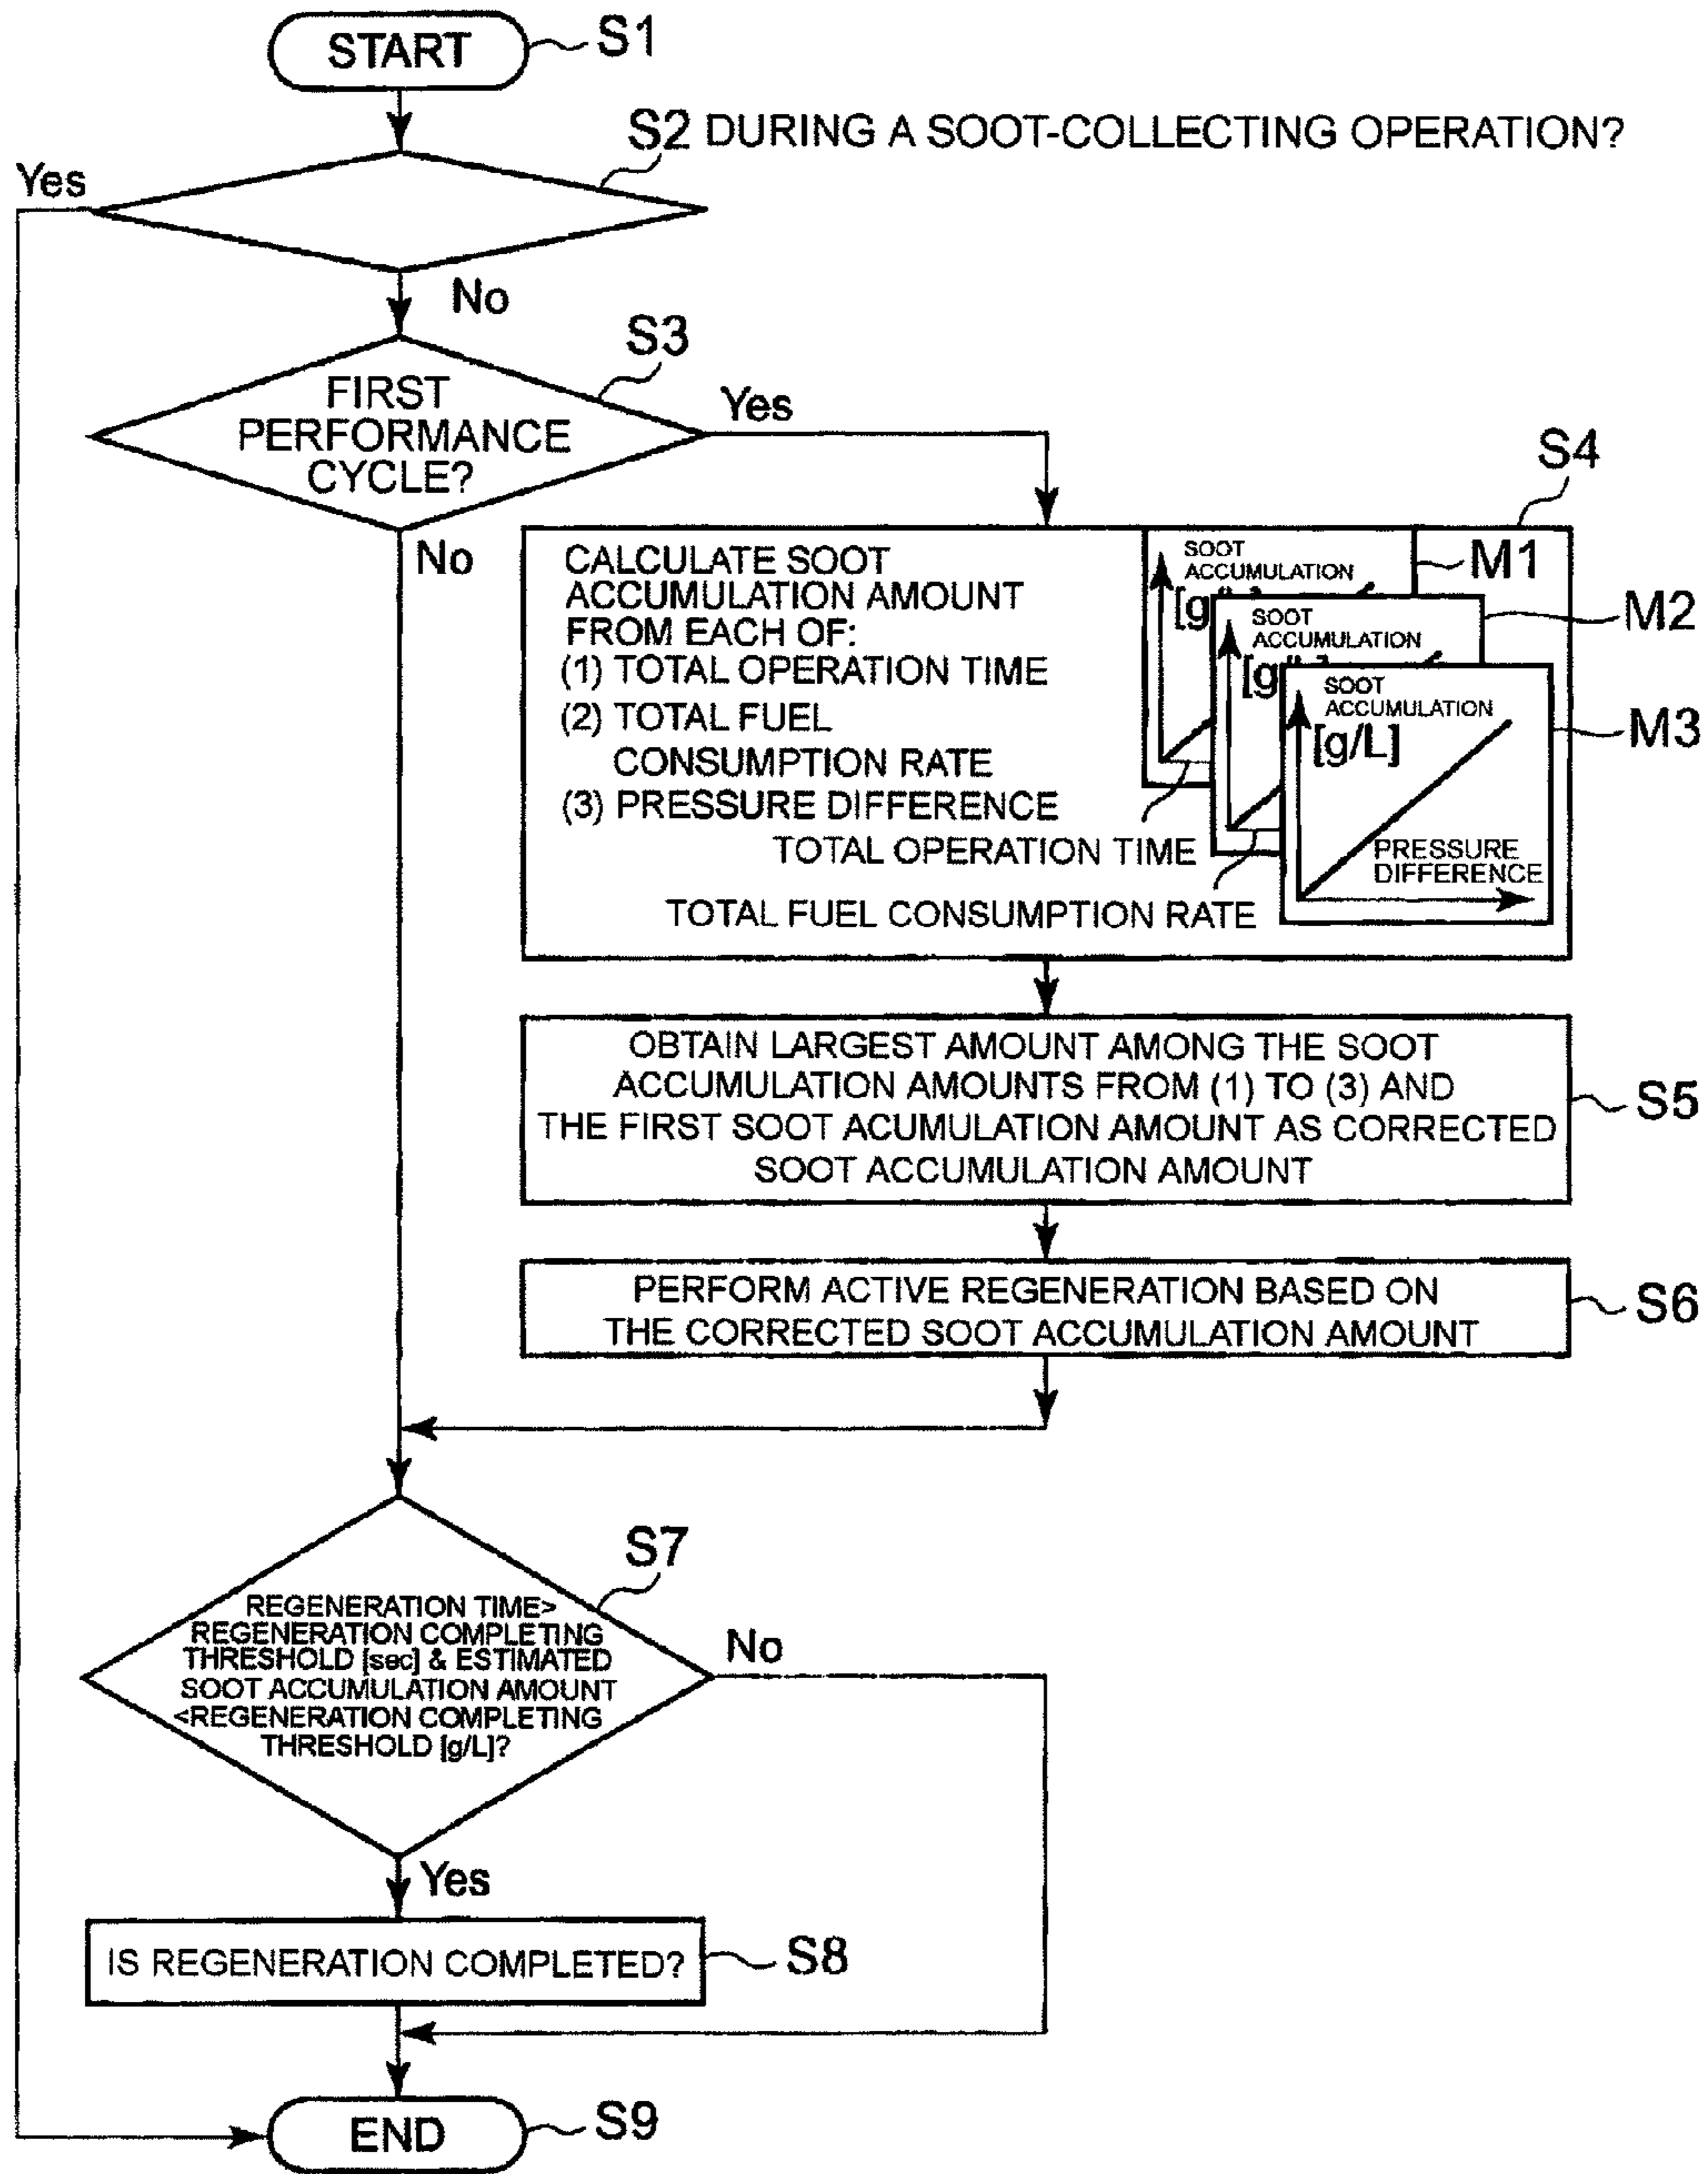 START
S1
S2 DURING A SOOT-COLLECTING OPERATION?
Yes
No
S3
FIRST
PERFORMANCE
CYCLE?
Yes
No
S4
CALCULATE SOOT
ACCUMULATION AMOUNT
FROM EACH OF:
(1) TOTAL OPERATION TIME
(2) TOTAL FUEL
CONSUMPTION RATE
(3) PRESSURE DIFFERENCE
TOTAL OPERATION TIME
TOTAL FUEL CONSUMPTION RATE
SOOT
ACCUMULATION
M1
SOOT
ACCUMULATION
M2
SOOT
ACCUMULATION
[g/L]
M3
PRESSURE
DIFFERENCE
OBTAIN LARGEST AMOUNT AMONG THE SOOT
ACCUMULATION AMOUNTS FROM (1) TO (3) AND
THE FIRST SOOT ACUMULATION AMOUNT AS CORRECTED
SOOT ACCUMULATION AMOUNT
S5
PERFORM ACTIVE REGENERATION BASED ON
THE CORRECTED SOOT ACCUMULATION AMOUNT
S6
S7
REGENERATION TIME>
REGENERATION COMPLETING
THRESHOLD [sec] & ESTIMATED
SOOT ACCUMULATION AMOUNT
<REGENERATION COMPLETING
THRESHOLD [g/L]?
No
Yes
IS REGENERATION COMPLETED?
S8
END
S9